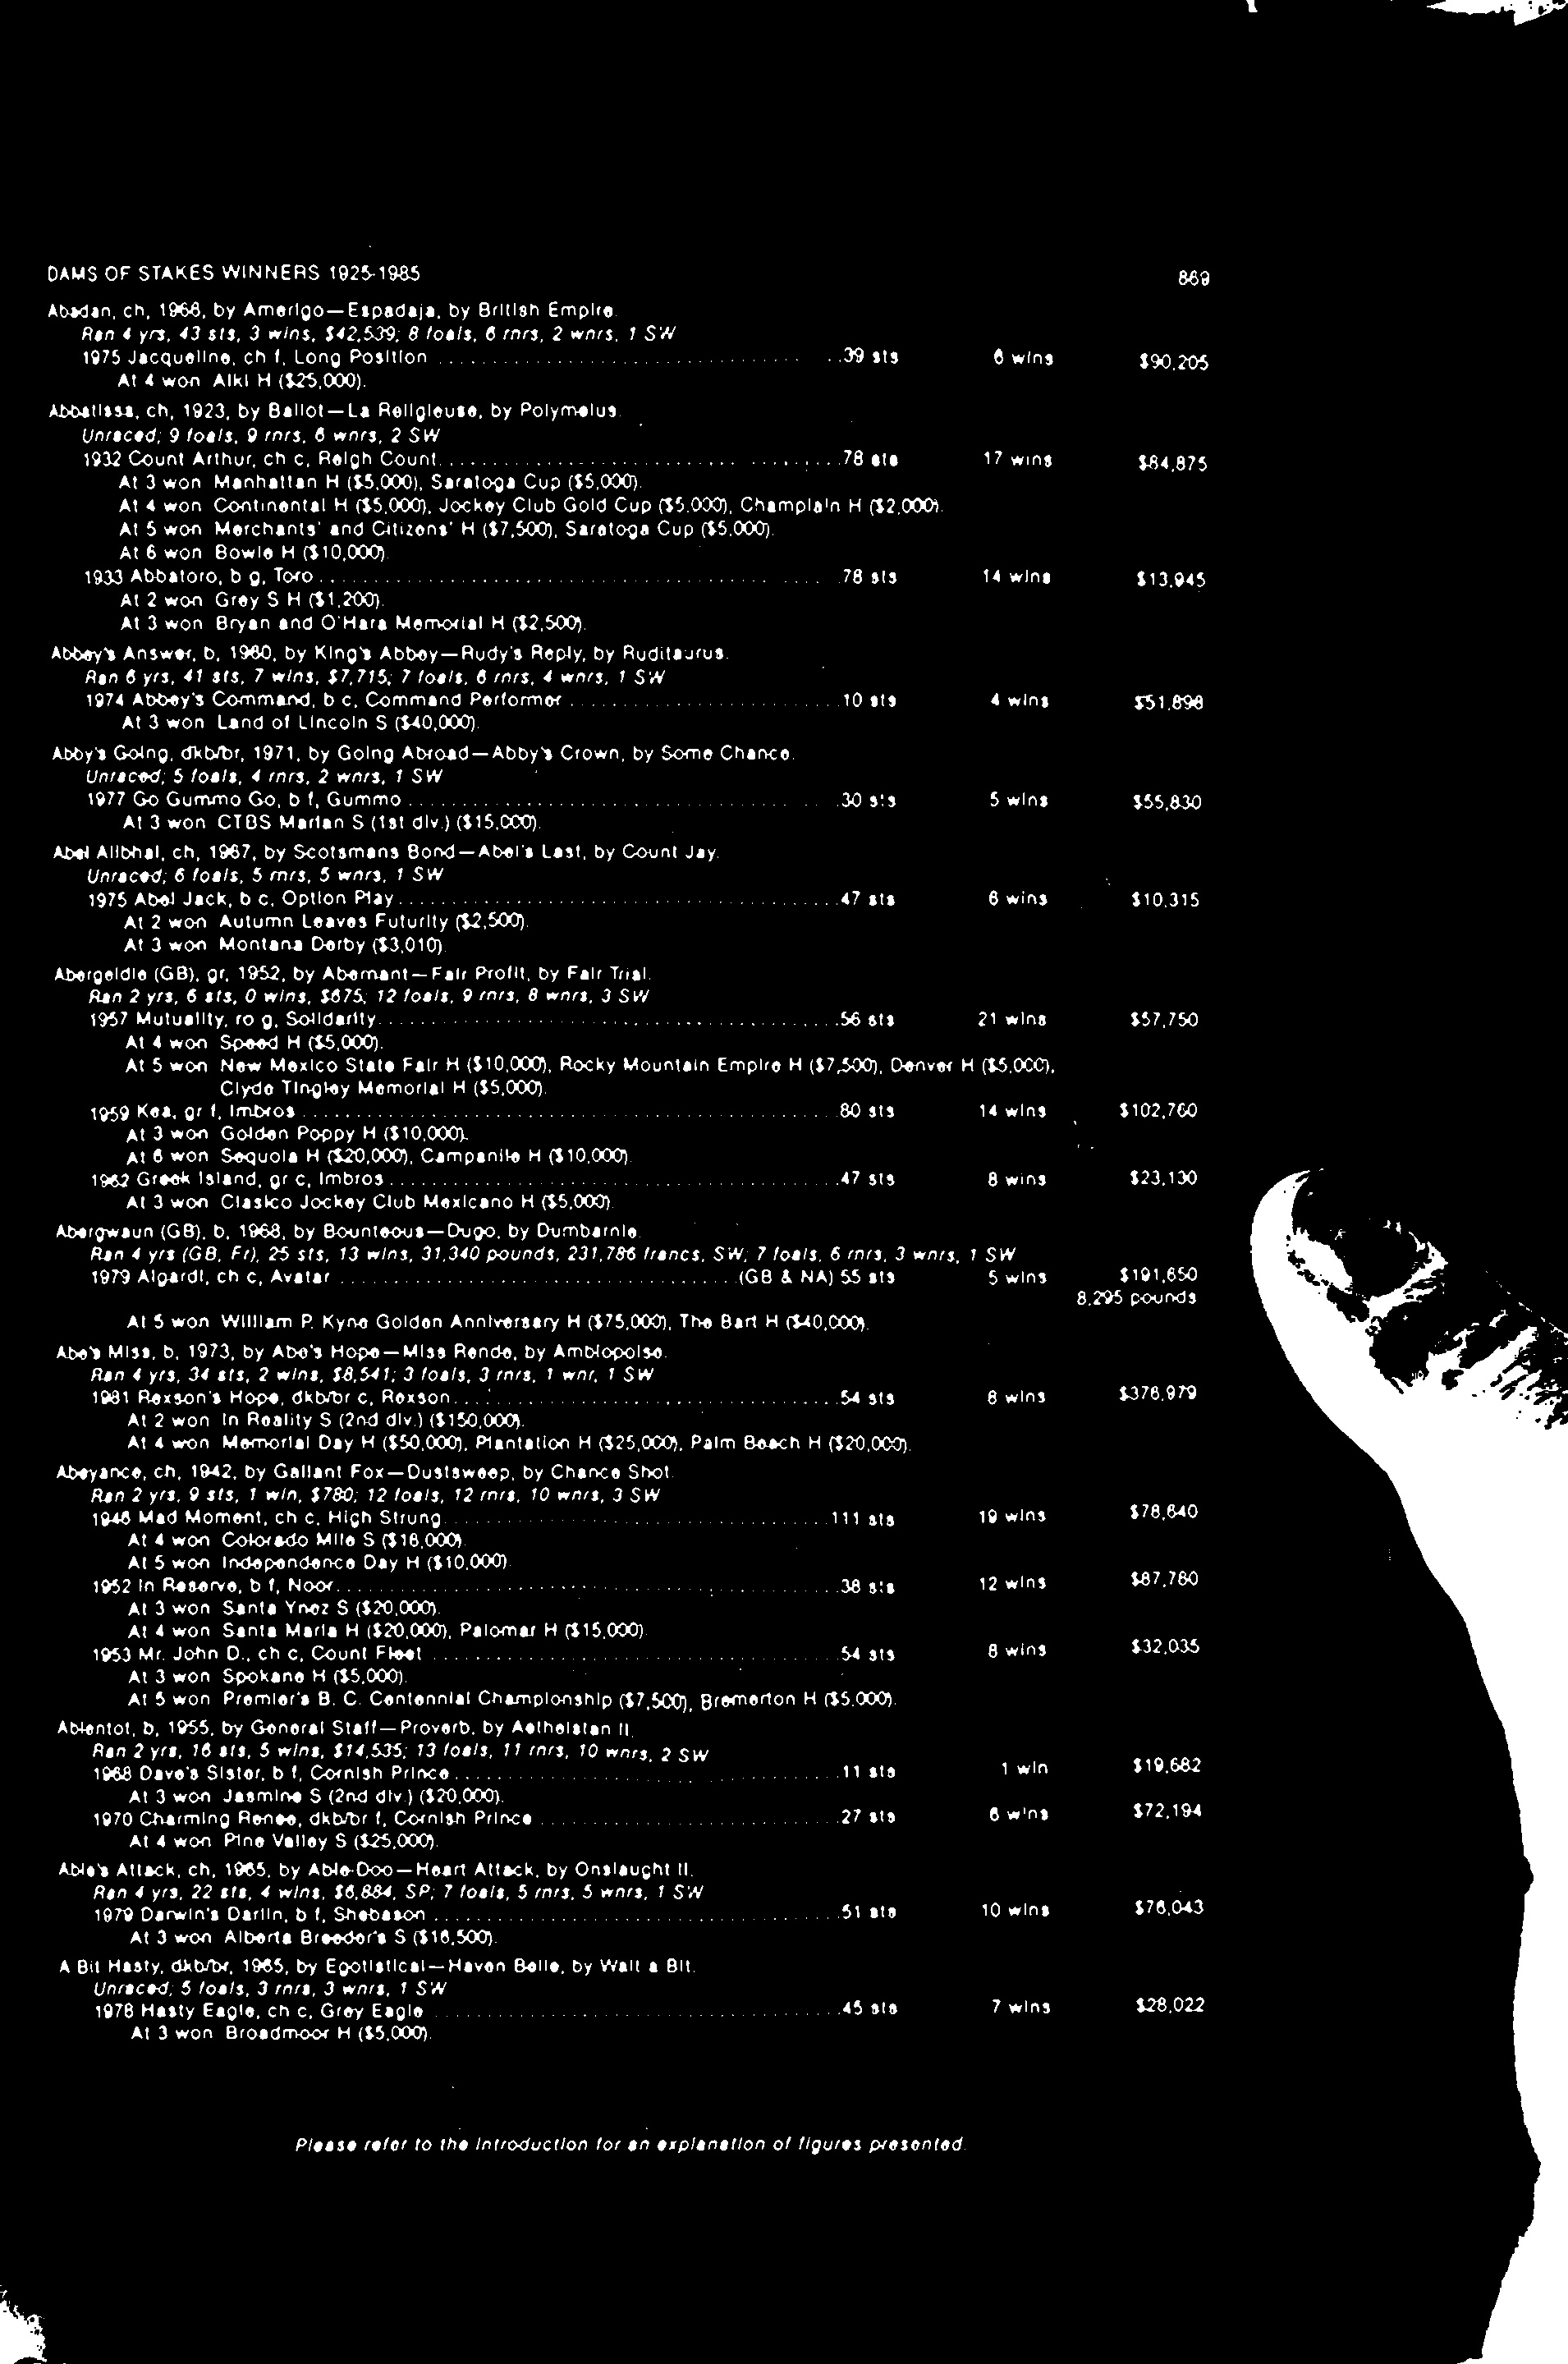 DAMS OF STAKES WINNERS 1925-1985 869
Abadan, ch, 1966, by Amerigo—Espadaja, by British Empire.
Ran 4 yrs, 43 sts, 3 wins, $42,539; 8 foals, 6 rnrs, 2 wnrs, 1 SW
1975 Jacqueline, ch f, Long Position ... 39 sts 6 wins $90,205
At 4 won Alki H ($25,000).
Abbatissa, ch, 1923, by Ballot—La Religieuse, by Polymelus.
Unraced; 9 foals, 9 rnrs, 6 wnrs, 2 SW
1932 Count Arthur, ch c, Reigh Count ... 78 sts 17 wins $84,875
At 3 won Manhattan H ($5,000), Saratoga Cup ($5,000).
At 4 won Continental H ($5,000), Jockey Club Gold Cup ($5,000), Champlain H ($2,000).
At 5 won Merchants' and Citizens' H ($7,500), Saratoga Cup ($5,000).
At 6 won Bowie H ($10,000).
1933 Abbatoro, b g, Toro ... 78 sts 14 wins $13,945
At 2 won Grey S H ($1,200).
At 3 won Bryan and O'Hara Memorial H ($2,500).
Abbey's Answer, b, 1960, by King's Abbey—Rudy's Reply, by Ruditaurus.
Ran 6 yrs, 41 sts, 7 wins, $7,715; 7 foals, 6 rnrs, 4 wnrs, 1 SW
1974 Abbey's Command, b c, Command Performer ... 10 sts 4 wins $51,898
At 3 won Land of Lincoln S ($40,000).
Abby's Going, dkb/br, 1971, by Going Abroad—Abby's Crown, by Some Chance.
Unraced; 5 foals, 4 rnrs, 2 wnrs, 1 SW
1977 Go Gummo Go, b f, Gummo ... 30 sts 5 wins $55,830
At 3 won CTBS Marian S (1st div.) ($15,000).
Abel Alibhai, ch, 1967, by Scotsmans Bond—Abel's Last, by Count Jay.
Unraced; 6 foals, 5 rnrs, 5 wnrs, 1 SW
1975 Abel Jack, b c, Option Play ... 47 sts 6 wins $10,315
At 2 won Autumn Leaves Futurity ($2,500).
At 3 won Montana Derby ($3,010).
Abergeldie (GB), gr, 1952, by Abernant—Fair Profit, by Fair Trial.
Ran 2 yrs, 6 sts, 0 wins, $675; 12 foals, 9 rnrs, 8 wnrs, 3 SW
1957 Mutuality, ro g, Solidarity ... 56 sts 21 wins $57,750
At 4 won Speed H ($5,000).
At 5 won New Mexico State Fair H ($10,000), Rocky Mountain Empire H ($7,500), Denver H ($5,000),
Clyde Tingley Memorial H ($5,000).
1959 Kea, gr f, Imbros ... 80 sts 14 wins $102,760
At 3 won Golden Poppy H ($10,000).
At 6 won Sequoia H ($20,000), Campanile H ($10,000).
1962 Greek Island, gr c, Imbros ... 47 sts 8 wins $23,130
At 3 won Clasico Jockey Club Mexicano H ($5,000).
Abergwaun (GB), b, 1968, by Bounteous—Dugo, by Dumbarnie.
Ran 4 yrs (GB, Fr), 25 sts, 13 wins, 31,340 pounds, 231,786 francs, SW; 7 foals, 6 rnrs, 3 wnrs, 1 SW
1979 Algardi, ch c, Avatar ... (GB & NA) 55 sts 5 wins $191,650
8,295 pounds
At 5 won William P. Kyne Golden Anniversary H ($75,000), The Bart H ($40,000).
Abe's Miss, b, 1973, by Abe's Hope—Miss Rende, by Ambiopoise.
Ran 4 yrs, 34 sts, 2 wins, $8,541; 3 foals, 3 rnrs, 1 wnr, 1 SW
1981 Rexson's Hope, dkb/br c, Rexson ... 54 sts 8 wins $376,979
At 2 won In Reality S (2nd div.) ($150,000).
At 4 won Memorial Day H ($50,000), Plantation H ($25,000), Palm Beach H ($20,000).
Abeyance, ch, 1942, by Gallant Fox—Dustsweep, by Chance Shot.
Ran 2 yrs, 9 sts, 1 win, $780; 12 foals, 12 rnrs, 10 wnrs, 3 SW
1946 Mad Moment, ch c, High Strung ... 111 sts 19 wins $78,640
At 4 won Colorado Mile S ($16,000).
At 5 won Independence Day H ($10,000).
1952 In Reserve, b f, Noor ... 38 sts 12 wins $87,780
At 3 won Santa Ynez S ($20,000).
At 4 won Santa Maria H ($20,000), Palomar H ($15,000).
1953 Mr. John D., ch c, Count Fleet ... 54 sts 8 wins $32,035
At 3 won Spokane H ($5,000).
At 5 won Premier's B. C. Centennial Championship ($7,500), Bremerton H ($5,000).
Ablentot, b, 1955, by General Staff—Proverb, by Aethelstan II.
Ran 2 yrs, 16 sts, 5 wins, $14,535; 13 foals, 11 rnrs, 10 wnrs, 2 SW
1968 Dave's Sister, b f, Cornish Prince ... 11 sts 1 win $19,682
At 3 won Jasmine S (2nd div.) ($20,000).
1970 Charming Renee, dkb/br f, Cornish Prince ... 27 sts 6 wins $72,194
At 4 won Pine Valley S ($25,000).
Able's Attack, ch, 1965, by Able-Doo—Heart Attack, by Onslaught II.
Ran 4 yrs, 22 sts, 4 wins, $6,884, SP; 7 foals, 5 rnrs, 5 wnrs, 1 SW
1979 Darwin's Darlin, b f, Shebason ... 51 sts 10 wins $76,043
At 3 won Alberta Breeder's S ($16,500).
A Bit Hasty, dkb/br, 1965, by Egotistical—Haven Belle, by Wait a Bit.
Unraced; 5 foals, 3 rnrs, 3 wnrs, 1 SW
1978 Hasty Eagle, ch c, Grey Eagle ... 45 sts 7 wins $28,022
At 3 won Broadmoor H ($5,000).
Please refer to the introduction for an explanation of figures presented.